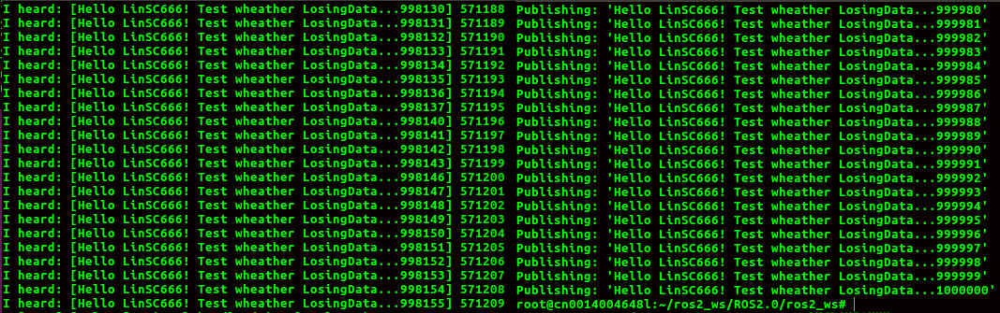 I heard: [Hello LinSC666! Test wheather LosingData...998130] 571188
I heard: [Hello LinSC666! Test wheather LosingData...998131] 571189
I heard: [Hello LinSC666! Test wheather LosingData...998132] 571190
I heard: [Hello LinSC666! Test wheather LosingData...998133] 571191
I heard: [Hello LinSC666! Test wheather LosingData...998134] 571192
I heard: [Hello LinSC666! Test wheather LosingData...998135] 571193
I heard: [Hello LinSC666! Test wheather LosingData...998136] 571194
I heard: [Hello LinSC666! Test wheather LosingData...998137] 571195
I heard: [Hello LinSC666! Test wheather LosingData...998140] 571196
I heard: [Hello LinSC666! Test wheather LosingData...998141] 571197
I heard: [Hello LinSC666! Test wheather LosingData...998142] 571198
I heard: [Hello LinSC666! Test wheather LosingData...998143] 571199
I heard: [Hello LinSC666! Test wheather LosingData...998146] 571200
I heard: [Hello LinSC666! Test wheather LosingData...998147] 571201
I heard: [Hello LinSC666! Test wheather LosingData...998148] 571202
I heard: [Hello LinSC666! Test wheather LosingData...998149] 571203
I heard: [Hello LinSC666! Test wheather LosingData...998150] 571204
I heard: [Hello LinSC666! Test wheather LosingData...998151] 571205
I heard: [Hello LinSC666! Test wheather LosingData...998152] 571206
I heard: [Hello LinSC666! Test wheather LosingData...998153] 571207
I heard: [Hello LinSC666! Test wheather LosingData...998154] 571208
I heard: [Hello LinSC666! Test wheather LosingData...998155] 571209
Publishing: 'Hello LinSC666! Test wheather LosingData...999980'
Publishing: 'Hello LinSC666! Test wheather LosingData...999981'
Publishing: 'Hello LinSC666! Test wheather LosingData...999982'
Publishing: 'Hello LinSC666! Test wheather LosingData...999983'
Publishing: 'Hello LinSC666! Test wheather LosingData...999984'
Publishing: 'Hello LinSC666! Test wheather LosingData...999985'
Publishing: 'Hello LinSC666! Test wheather LosingData...999986'
Publishing: 'Hello LinSC666! Test wheather LosingData...999987'
Publishing: 'Hello LinSC666! Test wheather LosingData...999988'
Publishing: 'Hello LinSC666! Test wheather LosingData...999989'
Publishing: 'Hello LinSC666! Test wheather LosingData...999990'
Publishing: 'Hello LinSC666! Test wheather LosingData...999991'
Publishing: 'Hello LinSC666! Test wheather LosingData...999992'
Publishing: 'Hello LinSC666! Test wheather LosingData...999993'
Publishing: 'Hello LinSC666! Test wheather LosingData...999994'
Publishing: 'Hello LinSC666! Test wheather LosingData...999995'
Publishing: 'Hello LinSC666! Test wheather LosingData...999996'
Publishing: 'Hello LinSC666! Test wheather LosingData...999997'
Publishing: 'Hello LinSC666! Test wheather LosingData...999998'
Publishing: 'Hello LinSC666! Test wheather LosingData...999999'
Publishing: 'Hello LinSC666! Test wheather LosingData...1000000'
root@cn0014004648l:~/ros2_ws/ROS2.0/ros2_ws#